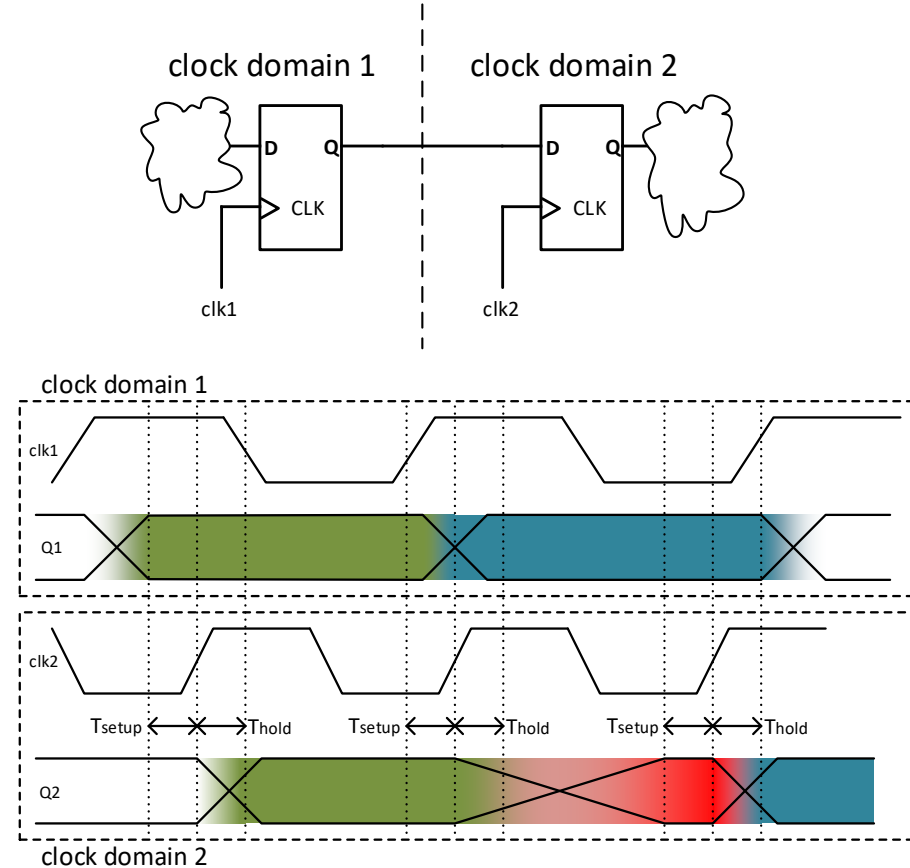 clock domain 1
clock domain 2
D Q
CLK
clk1
D Q
CLK
clk2
clock domain 1
clk1
Q1
clk2
Tsetup Thold Tsetup Thold Tsetup Thold
Q2
clock domain 2